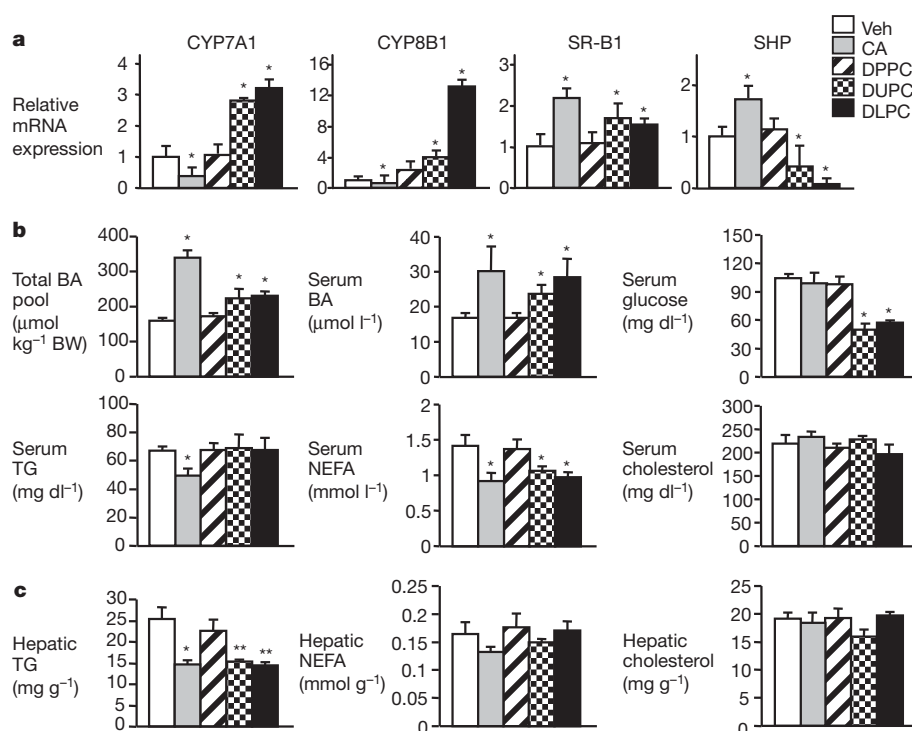 a
CYP7A1
CYP8B1
SR-B1
SHP
Veh
CA
DPPC
DUPC
DLPC
Relative
mRNA
expression
4
3
2
1
0
*
*
*
16
12
8
4
0
*
*
*
3
2
1
0
*
*
*
2
1
0
*
*
*
b
Total BA
pool
(µmol
kg⁻¹ BW)
400
300
200
100
0
*
*
*
Serum
BA
(µmol l⁻¹)
40
30
20
10
0
*
*
*
Serum
glucose
(mg dl⁻¹)
150
120
90
60
30
0
*
*
Serum
TG
(mg dl⁻¹)
100
80
60
40
20
0
*
Serum
NEFA
(mmol l⁻¹)
2
1.5
1
0.5
0
*
*
*
Serum
cholesterol
(mg dl⁻¹)
300
250
200
150
100
50
0
c
Hepatic
TG
(mg g⁻¹)
30
25
20
15
10
5
0
*
**
**
Hepatic
NEFA
(mmol g⁻¹)
0.25
0.2
0.15
0.1
0.05
0
Hepatic
cholesterol
(mg g⁻¹)
25
20
15
10
5
0